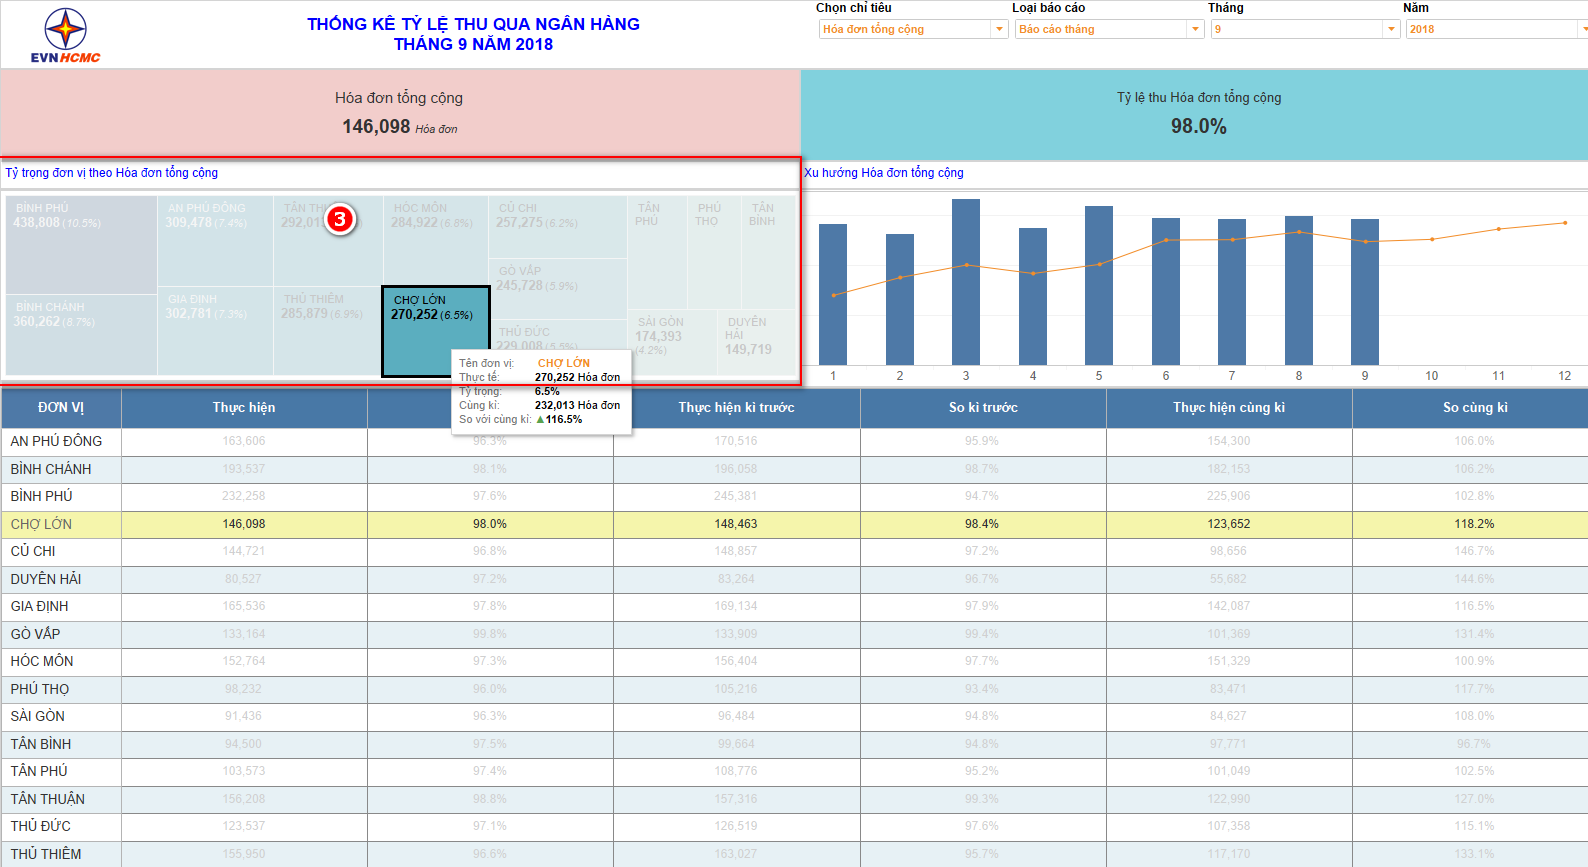 EVNHCMC
THỐNG KÊ TỶ LỆ THU QUA NGÂN HÀNG
THÁNG 9 NĂM 2018
Chọn chỉ tiêu Loại báo cáo Tháng Năm
Hóa đơn tổng cộng Báo cáo tháng 9 2018
Hóa đơn tổng cộng
146,098 Hóa đơn
Tỷ lệ thu Hóa đơn tổng cộng
98.0%
Tỷ trọng đơn vị theo Hóa đơn tổng cộng
BÌNH PHÚ
438,808 (10.5%)
BÌNH CHÁNH
360,262 (8.7%)
AN PHÚ ĐÔNG
309,478 (7.4%)
GIA ĐỊNH
302,781 (7.3%)
TÂN
3
THỦ THIÊM
285,879 (6.9%)
HÓC MÔN
284,922 (6.8%)
CHỢ LỚN
270,252 (6.5%)
CỦ CHI
257,275 (6.2%)
GÒ VẤP
245,728 (5.9%)
THỦ ĐỨC
229,008 (5.5%)
TÂN
PHÚ
PHÚ
THỌ
TÂN
BÌNH
SÀI GÒN
174,393
(4.2%)
DUYÊN
HẢI
149,719
Tên đơn vị: CHỢ LỚN
Thực tế: 270,252 Hóa đơn
Tỷ trọng: 6.5%
Cùng kì: 232,013 Hóa đơn
So với cùng kì: ▲116.5%
Xu hướng Hóa đơn tổng cộng
1 2 3 4 5 6 7 8 9 10 11 12
ĐƠN VỊ Thực hiện Thực hiện kì trước So kì trước Thực hiện cùng kì So cùng kì
AN PHÚ ĐÔNG 163,606 96.3% 170,516 95.9% 154,300 106.0%
BÌNH CHÁNH 193,537 98.1% 196,058 98.7% 182,153 106.2%
BÌNH PHÚ 232,258 97.6% 245,381 94.7% 225,906 102.8%
CHỢ LỚN 146,098 98.0% 148,463 98.4% 123,652 118.2%
CỦ CHI 144,721 96.8% 148,857 97.2% 98,656 146.7%
DUYÊN HẢI 80,527 97.2% 83,264 96.7% 55,682 144.6%
GIA ĐỊNH 165,536 97.8% 169,134 97.9% 142,087 116.5%
GÒ VẤP 133,164 99.8% 133,909 99.4% 101,369 131.4%
HÓC MÔN 152,764 97.3% 156,404 97.7% 151,329 100.9%
PHÚ THỌ 98,232 96.0% 105,216 93.4% 83,471 117.7%
SÀI GÒN 91,436 96.3% 96,484 94.8% 84,627 108.0%
TÂN BÌNH 94,500 97.5% 99,664 94.8% 97,771 96.7%
TÂN PHÚ 103,573 97.4% 108,776 95.2% 101,049 102.5%
TÂN THUẬN 156,208 98.8% 157,316 99.3% 122,990 127.0%
THỦ ĐỨC 123,537 97.1% 126,519 97.6% 107,358 115.1%
THỦ THIÊM 155,950 96.6% 163,027 95.7% 117,170 133.1%